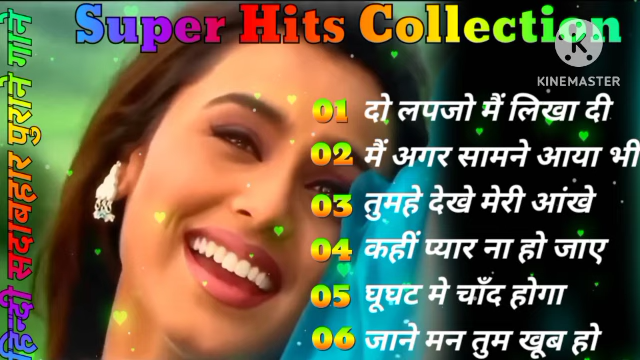 Super Hits Collection
KINEMASTER
हिन्दी सदाबहार पुराने गाने
01 दो लपजो मैं लिखा दी
02 मैं अगर सामने आया भी
03 तुमहे देखे मेरी आंखे
04 कहीं प्यार ना हो जाए
05 घूघट मे चाँद होगा
06 जाने मन तुम खूब हो